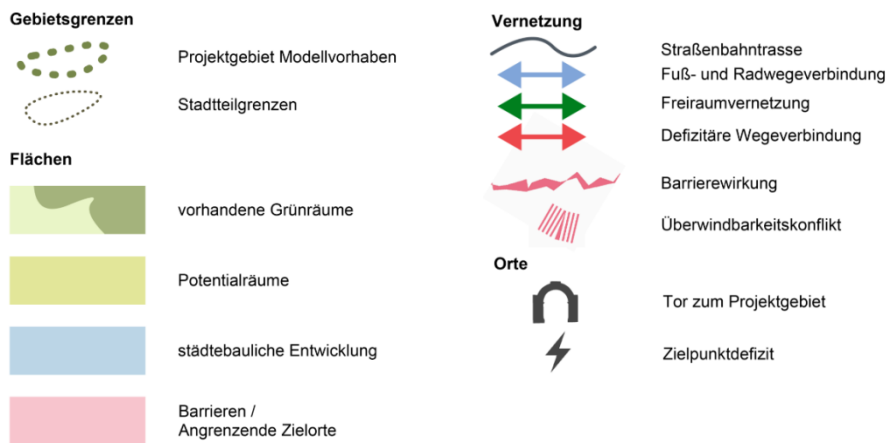 Gebietsgrenzen
Projektgebiet Modellvorhaben
Stadtteilgrenzen
Flächen
vorhandene Grünräume
Potentialräume
städtebauliche Entwicklung
Barrieren /
Angrenzende Zielorte
Vernetzung
Straßenbahntrasse
Fuß- und Radwegeverbindung
Freiraumvernetzung
Defizitäre Wegeverbindung
Barrierewirkung
Überwindbarkeitskonflikt
Orte
Tor zum Projektgebiet
Zielpunktdefizit